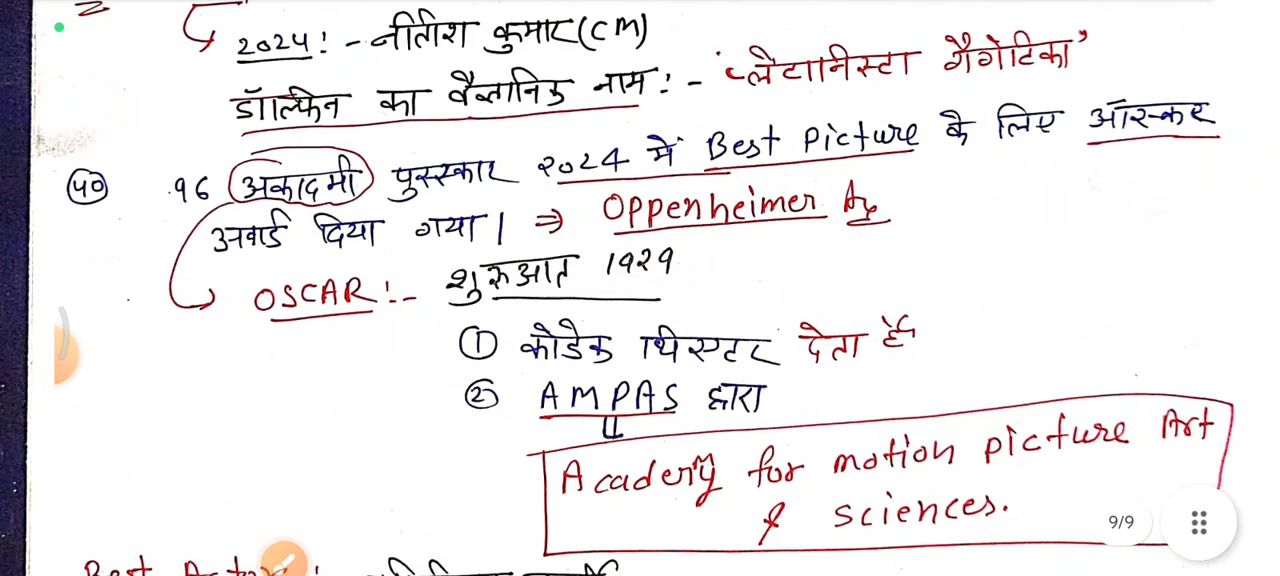 2024:- नीतिश कुमार (CM)
डॉल्फिन का वैज्ञानिक नाम:- "प्लैटानिस्टा गैंगेटिका"
40 96 अकादमी पुरस्कार 2024 में Best Picture के लिए ऑस्कर
अवार्ड दिया गया। ⇒ Oppenheimer
OSCAR:- शुरुआत 1929
① कोडेक थिएटर देता है
② AMPAS द्वारा
Academy for motion picture Art
& sciences.
9/9